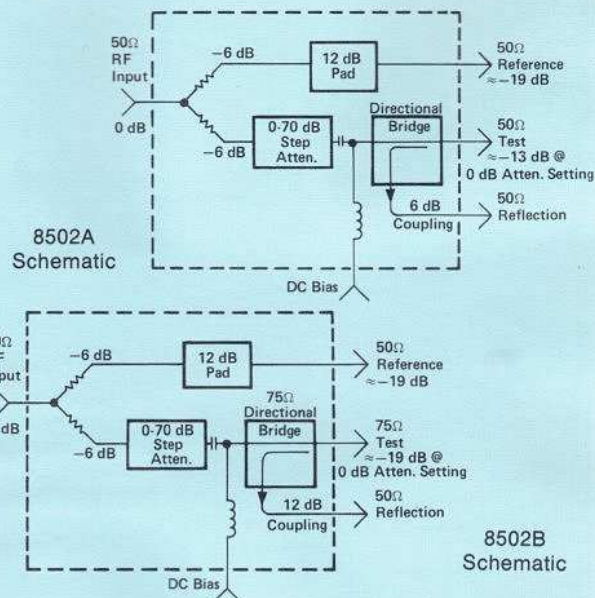 50Ω
RF
Input
0 dB
-6 dB
-6 dB
12 dB
Pad
0-70 dB
Step
Atten.
Directional
Bridge
6 dB
Coupling
50Ω
Reference
≈-19 dB
50Ω
Test
≈-13 dB @
0 dB Atten. Setting
50Ω
Reflection
DC Bias
8502A
Schematic
-6 dB
-6 dB
12 dB
Pad
0-70 dB
Step
Atten.
75Ω
Directional
Bridge
12 dB
Coupling
50Ω
Reference
≈-19 dB
75Ω
Test
≈-19 dB @
0 dB Atten. Setting
50Ω
Reflection
DC Bias
8502B
Schematic